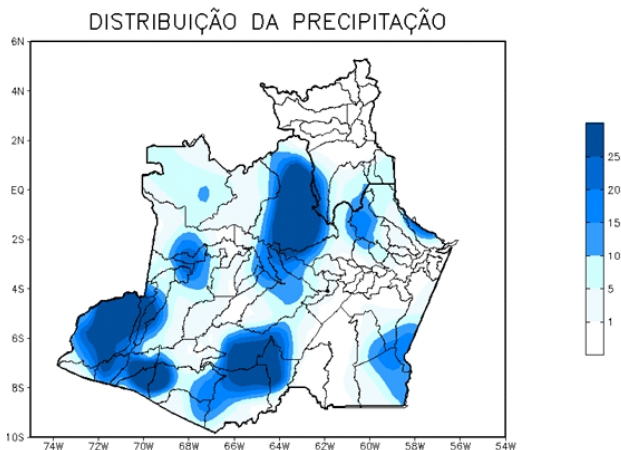 DISTRIBUIÇÃO DA PRECIPITAÇÃO
6N
4N
2N
EQ
2S
4S
6S
8S
10S
74W 72W 70W 68W 66W 64W 62W 60W 58W 56W 54W
25
20
15
10
5
1